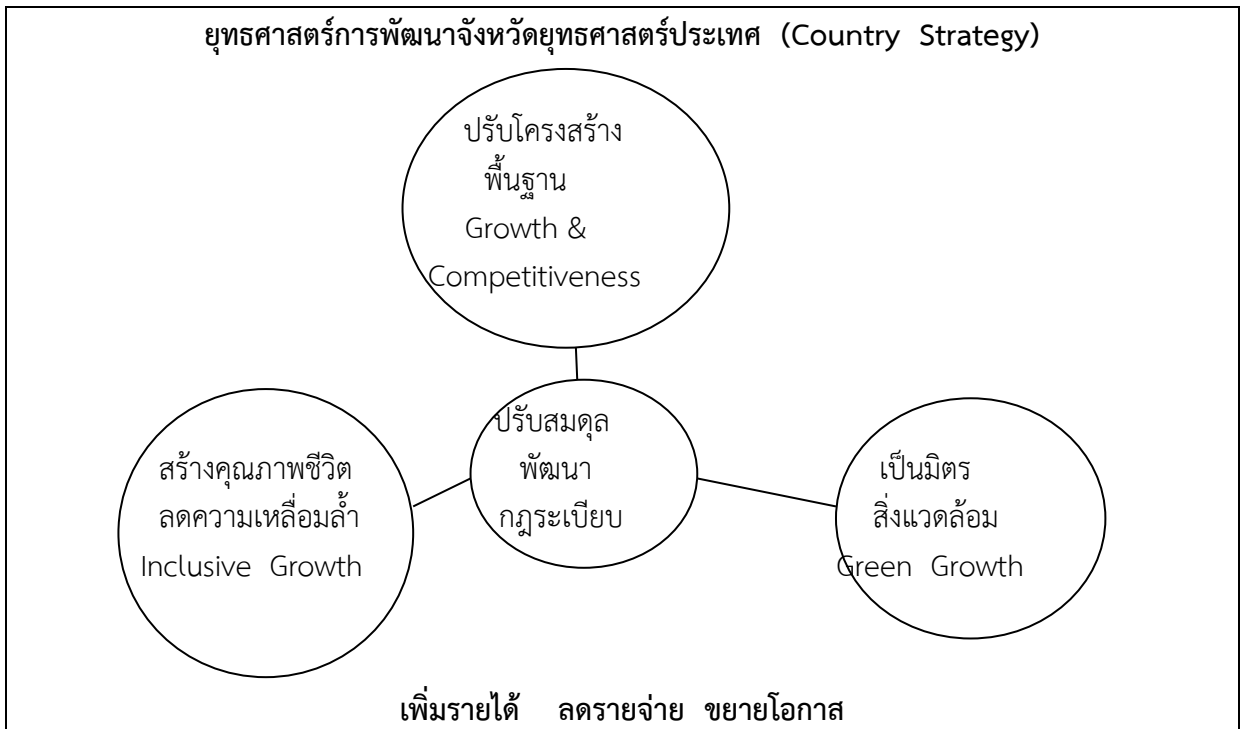 ยุทธศาสตร์การพัฒนาจังหวัดยุทธศาสตร์ประเทศ (Country Strategy)
ปรับโครงสร้าง
พื้นฐาน
Growth &
Competitiveness
ปรับสมดุล
พัฒนา
กฎระเบียบ
สร้างคุณภาพชีวิต
ลดความเหลื่อมล้ำ
Inclusive Growth
เป็นมิตร
สิ่งแวดล้อม
Green Growth
เพิ่มรายได้ ลดรายจ่าย ขยายโอกาส